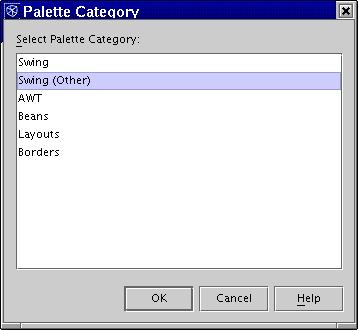 Palette Category
Select Palette Category:
Swing
Swing (Other)
AWT
Beans
Layouts
Borders
OK Cancel Help